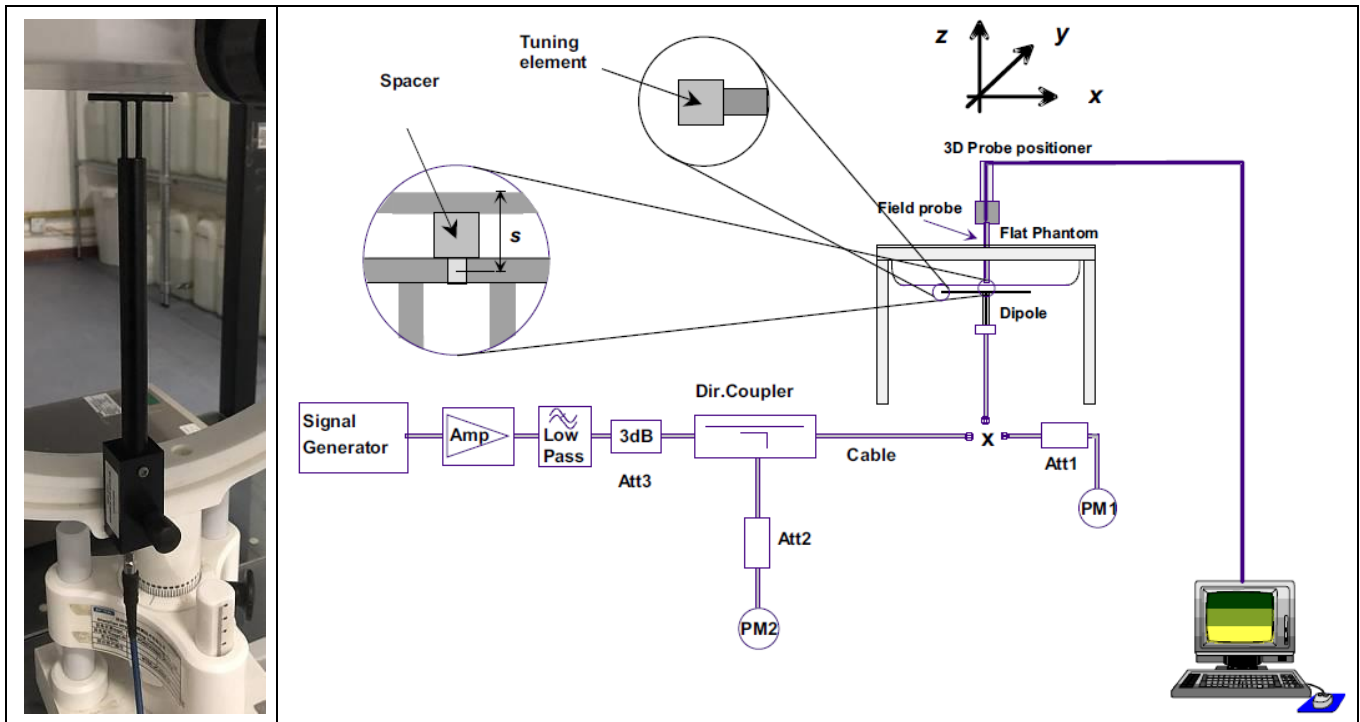 Tuning
element
Spacer
s
z
y
x
3D Probe positioner
Field probe
Flat Phantom
Dipole
Signal
Generator
Amp
Low
Pass
3dB
Att3
Dir.Coupler
Cable
x
Att1
PM1
Att2
PM2